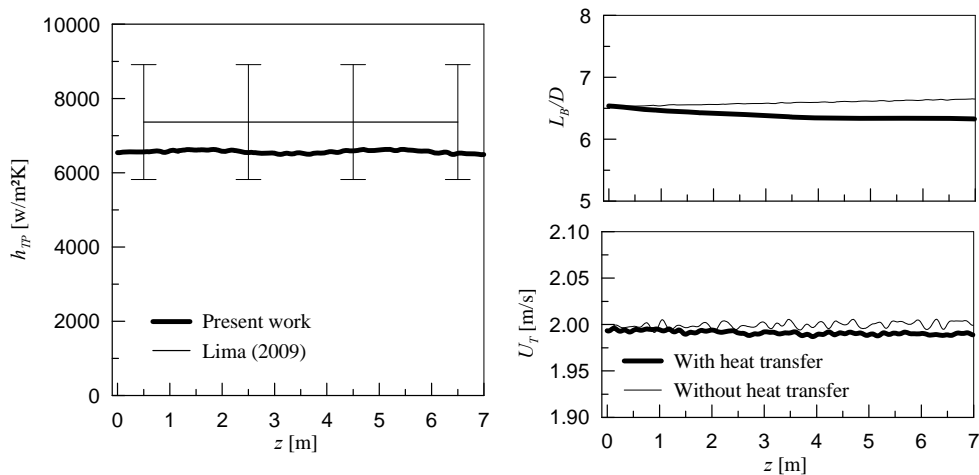 10000
8000
6000
4000
2000
0
h_TP [w/m²K]
Present work
Lima (2009)
0 1 2 3 4 5 6 7
z [m]
8
7
6
5
L_B/D
2.10
2.05
2.00
1.95
1.90
U_T [m/s]
With heat transfer
Without heat transfer
0 1 2 3 4 5 6 7
z [m]